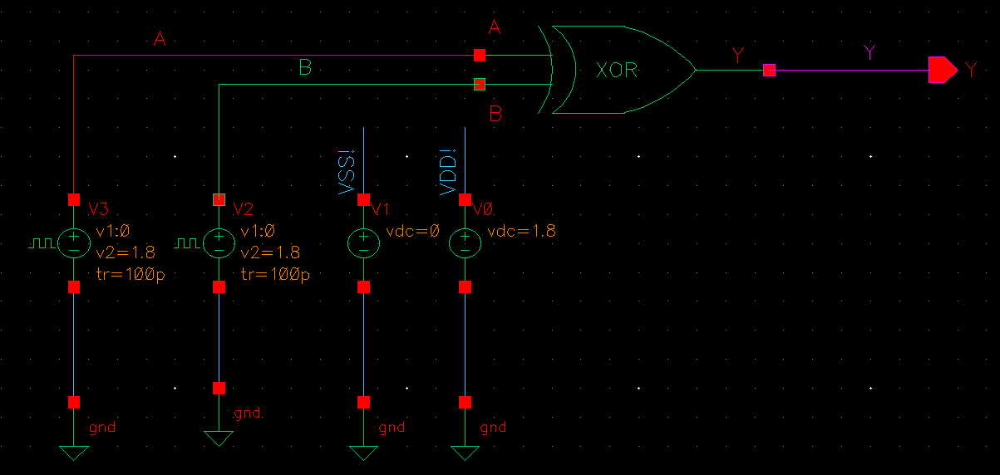 A
A
B
XOR
Y
Y
Y
B
VSS!
VDD!
V3
v1:0
v2=1.8
tr=100p
V2
v1:0
v2=1.8
tr=100p
V1
vdc=0
V0
vdc=1.8
gnd
gnd
gnd
gnd